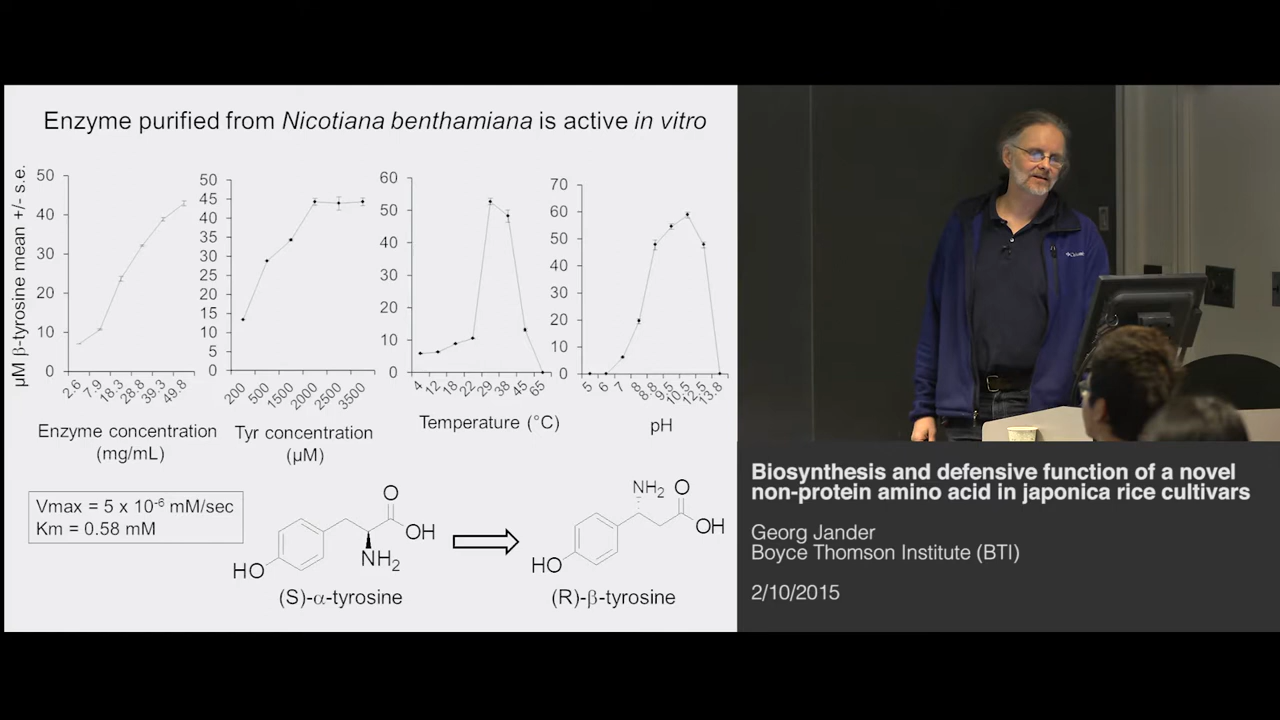 Enzyme purified from Nicotiana benthamiana is active in vitro
μM β-tyrosine mean +/- s.e.
50
40
30
20
10
0
2.6 7.9 18.3 28.8 39.3 49.8
Enzyme concentration
(mg/mL)
50
45
40
35
30
25
20
15
10
5
0
200 500 1500 2000 2500 3500
Tyr concentration
(μM)
60
50
40
30
20
10
0
4 12 18 22 29 38 45 65
Temperature (°C)
70
60
50
40
30
20
10
0
5 6 7 8 8.8 9.5 10.5 12.5 13.8
pH
Vmax = 5 x 10⁻⁶ mM/sec
Km = 0.58 mM
O
OH
NH₂
HO
(S)-α-tyrosine
NH₂ O
OH
HO
(R)-β-tyrosine
Columbia
Biosynthesis and defensive function of a novel
non-protein amino acid in japonica rice cultivars
Georg Jander
Boyce Thomson Institute (BTI)
2/10/2015